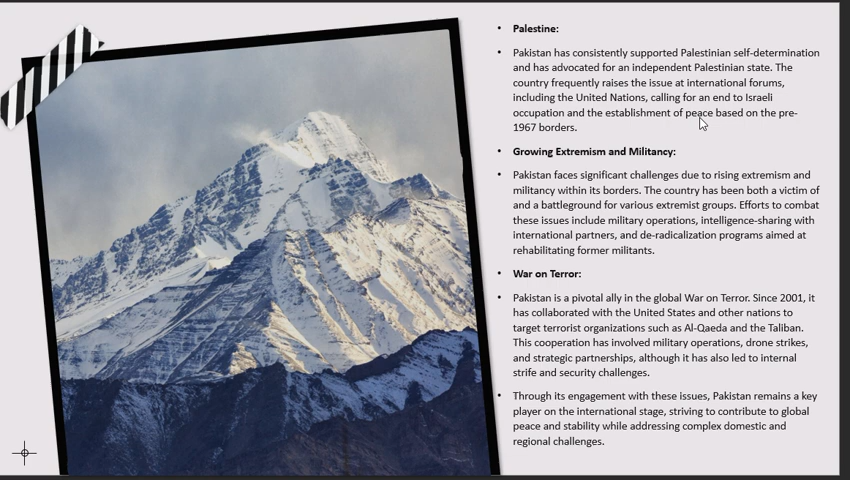 • Palestine:
• Pakistan has consistently supported Palestinian self-determination
and has advocated for an independent Palestinian state. The
country frequently raises the issue at international forums,
including the United Nations, calling for an end to Israeli
occupation and the establishment of peace based on the pre-
1967 borders.
• Growing Extremism and Militancy:
• Pakistan faces significant challenges due to rising extremism and
militancy within its borders. The country has been both a victim of
and a battleground for various extremist groups. Efforts to combat
these issues include military operations, intelligence-sharing with
international partners, and de-radicalization programs aimed at
rehabilitating former militants.
• War on Terror:
• Pakistan is a pivotal ally in the global War on Terror. Since 2001, it
has collaborated with the United States and other nations to
target terrorist organizations such as Al-Qaeda and the Taliban.
This cooperation has involved military operations, drone strikes,
and strategic partnerships, although it has also led to internal
strife and security challenges.
• Through its engagement with these issues, Pakistan remains a key
player on the international stage, striving to contribute to global
peace and stability while addressing complex domestic and
regional challenges.